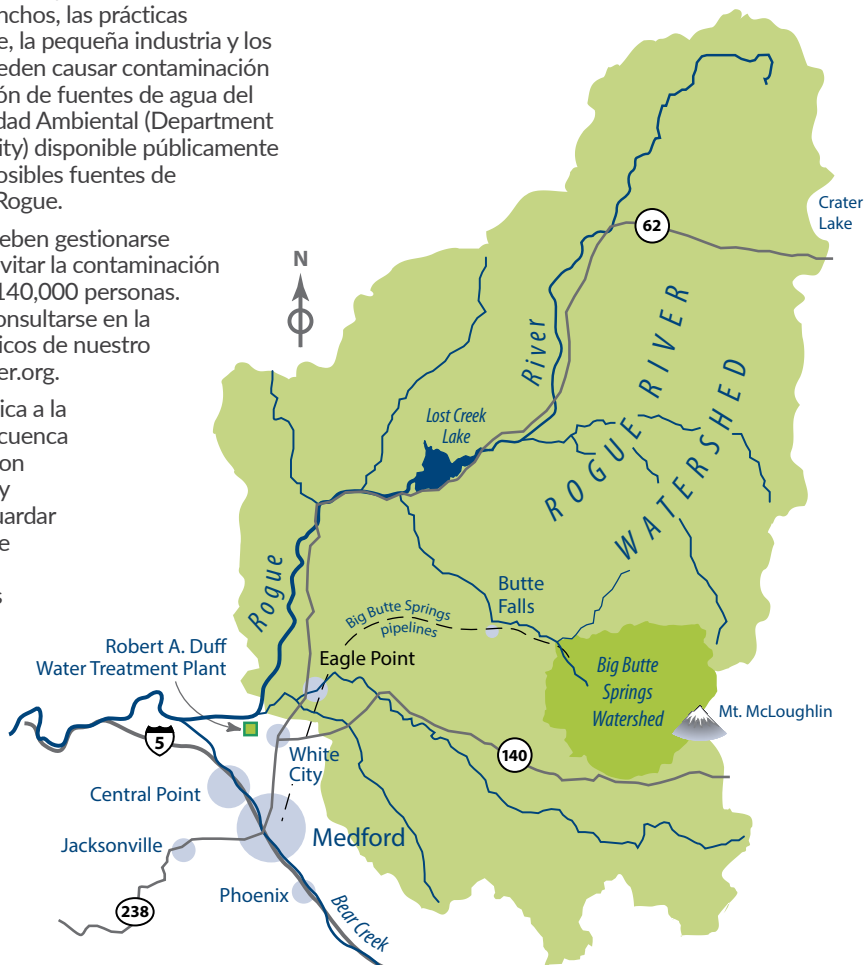 nchos, las prácticas
e, la pequeña industria y los
eden causar contaminación
ón de fuentes de agua del
dad Ambiental (Department
ity) disponible públicamente
osibles fuentes de
Rogue.
eben gestionarse
vitar la contaminación
140,000 personas.
onsultarse en la
icos de nuestro
er.org.
ica a la
cuenca
on
y
uardar
e
s
N
62
Crater
Lake
River
ROGUE RIVER
WATERSHED
Lost Creek
Lake
Rogue
Butte
Falls
Big Butte Springs
pipelines
Robert A. Duff
Water Treatment Plant
Eagle Point
Big Butte
Springs
Watershed
Mt. McLoughlin
5
White
City
140
Central Point
Medford
Jacksonville
Phoenix
238
Bear Creek